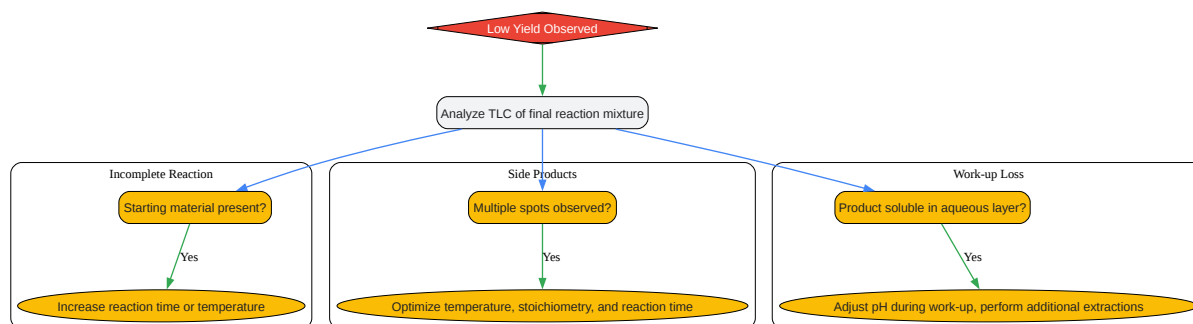 Low Yield Observed
Analyze TLC of final reaction mixture
Incomplete Reaction
Side Products
Work-up Loss
Starting material present?
Multiple spots observed?
Product soluble in aqueous layer?
Yes
Yes
Yes
Increase reaction time or temperature
Optimize temperature, stoichiometry, and reaction time
Adjust pH during work-up, perform additional extractions